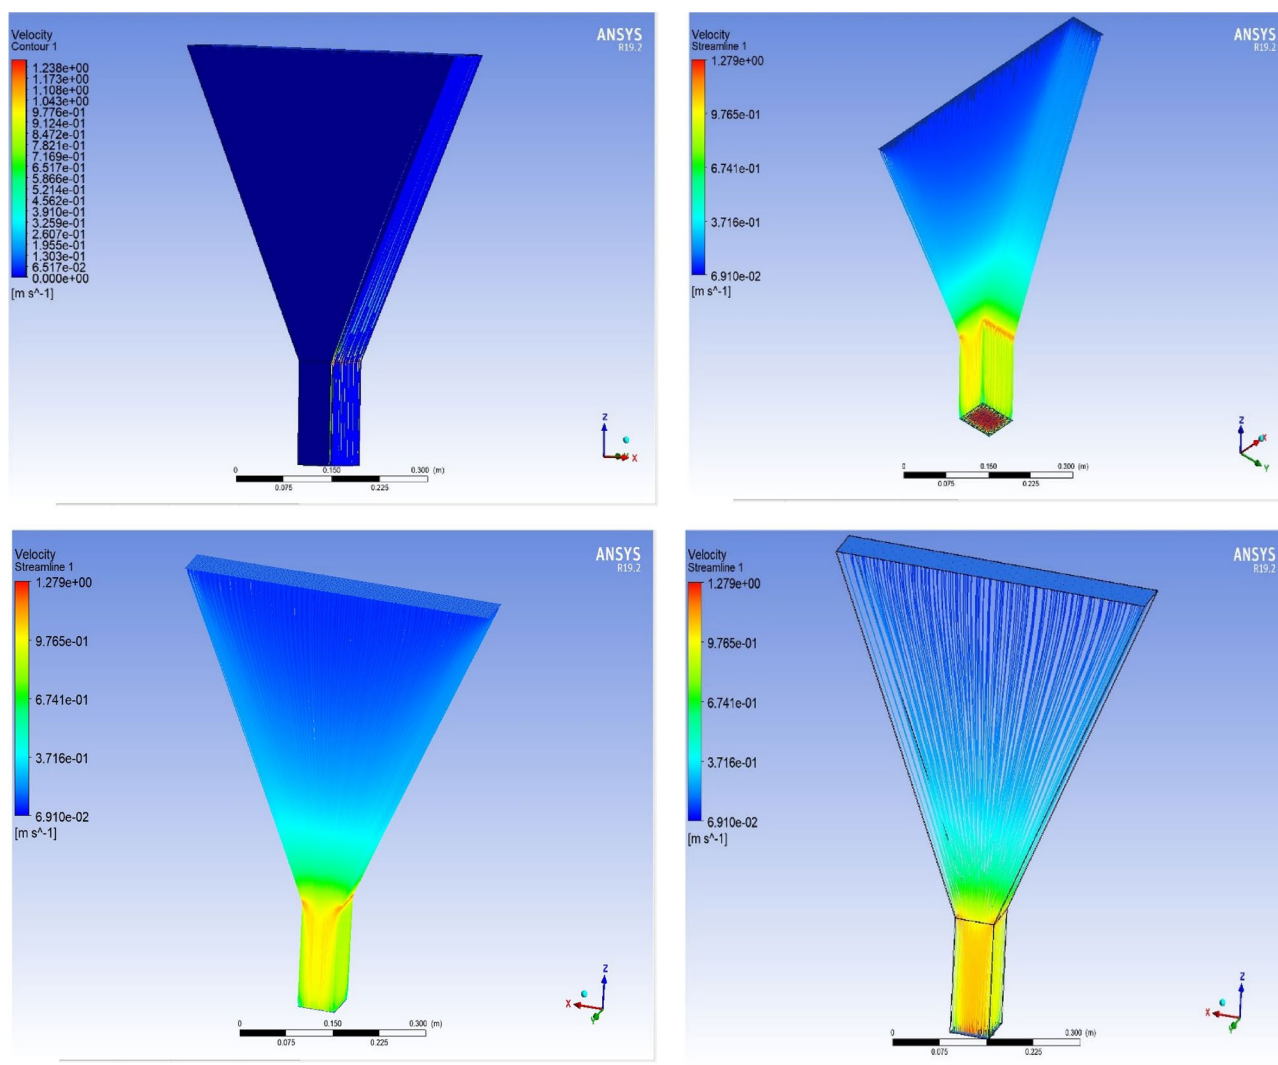 Velocity
Contour 1
1.238e+00
1.173e+00
1.108e+00
1.043e+00
9.776e-01
9.124e-01
8.472e-01
7.821e-01
7.169e-01
6.517e-01
5.866e-01
5.214e-01
4.562e-01
3.910e-01
3.259e-01
2.607e-01
1.955e-01
1.303e-01
6.517e-02
0.000e+00
[m s^-1]
ANSYS
R19.2
Z
X
0 0.150 0.300 (m)
0.075 0.225
Velocity
Streamline 1
1.279e+00
9.765e-01
6.741e-01
3.716e-01
6.910e-02
[m s^-1]
ANSYS
R19.2
Z
X
Y
0 0.150 0.300 (m)
0.075 0.225
Velocity
Streamline 1
1.279e+00
9.765e-01
6.741e-01
3.716e-01
6.910e-02
[m s^-1]
ANSYS
R19.2
Z
X
Y
0 0.150 0.300 (m)
0.075 0.225
Velocity
Streamline 1
1.279e+00
9.765e-01
6.741e-01
3.716e-01
6.910e-02
[m s^-1]
ANSYS
R19.2
Z
X
Y
0 0.300 (m)
0.075 0.225